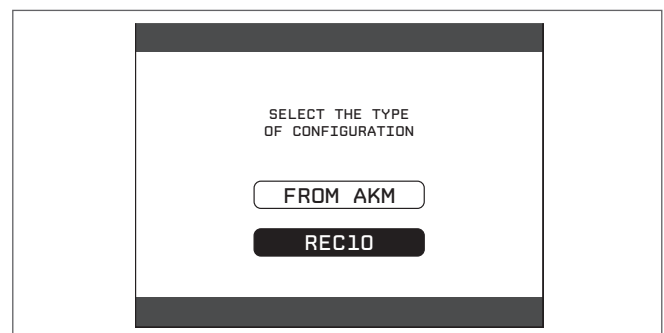 SELECT THE TYPE
OF CONFIGURATION
FROM AKM
REC10